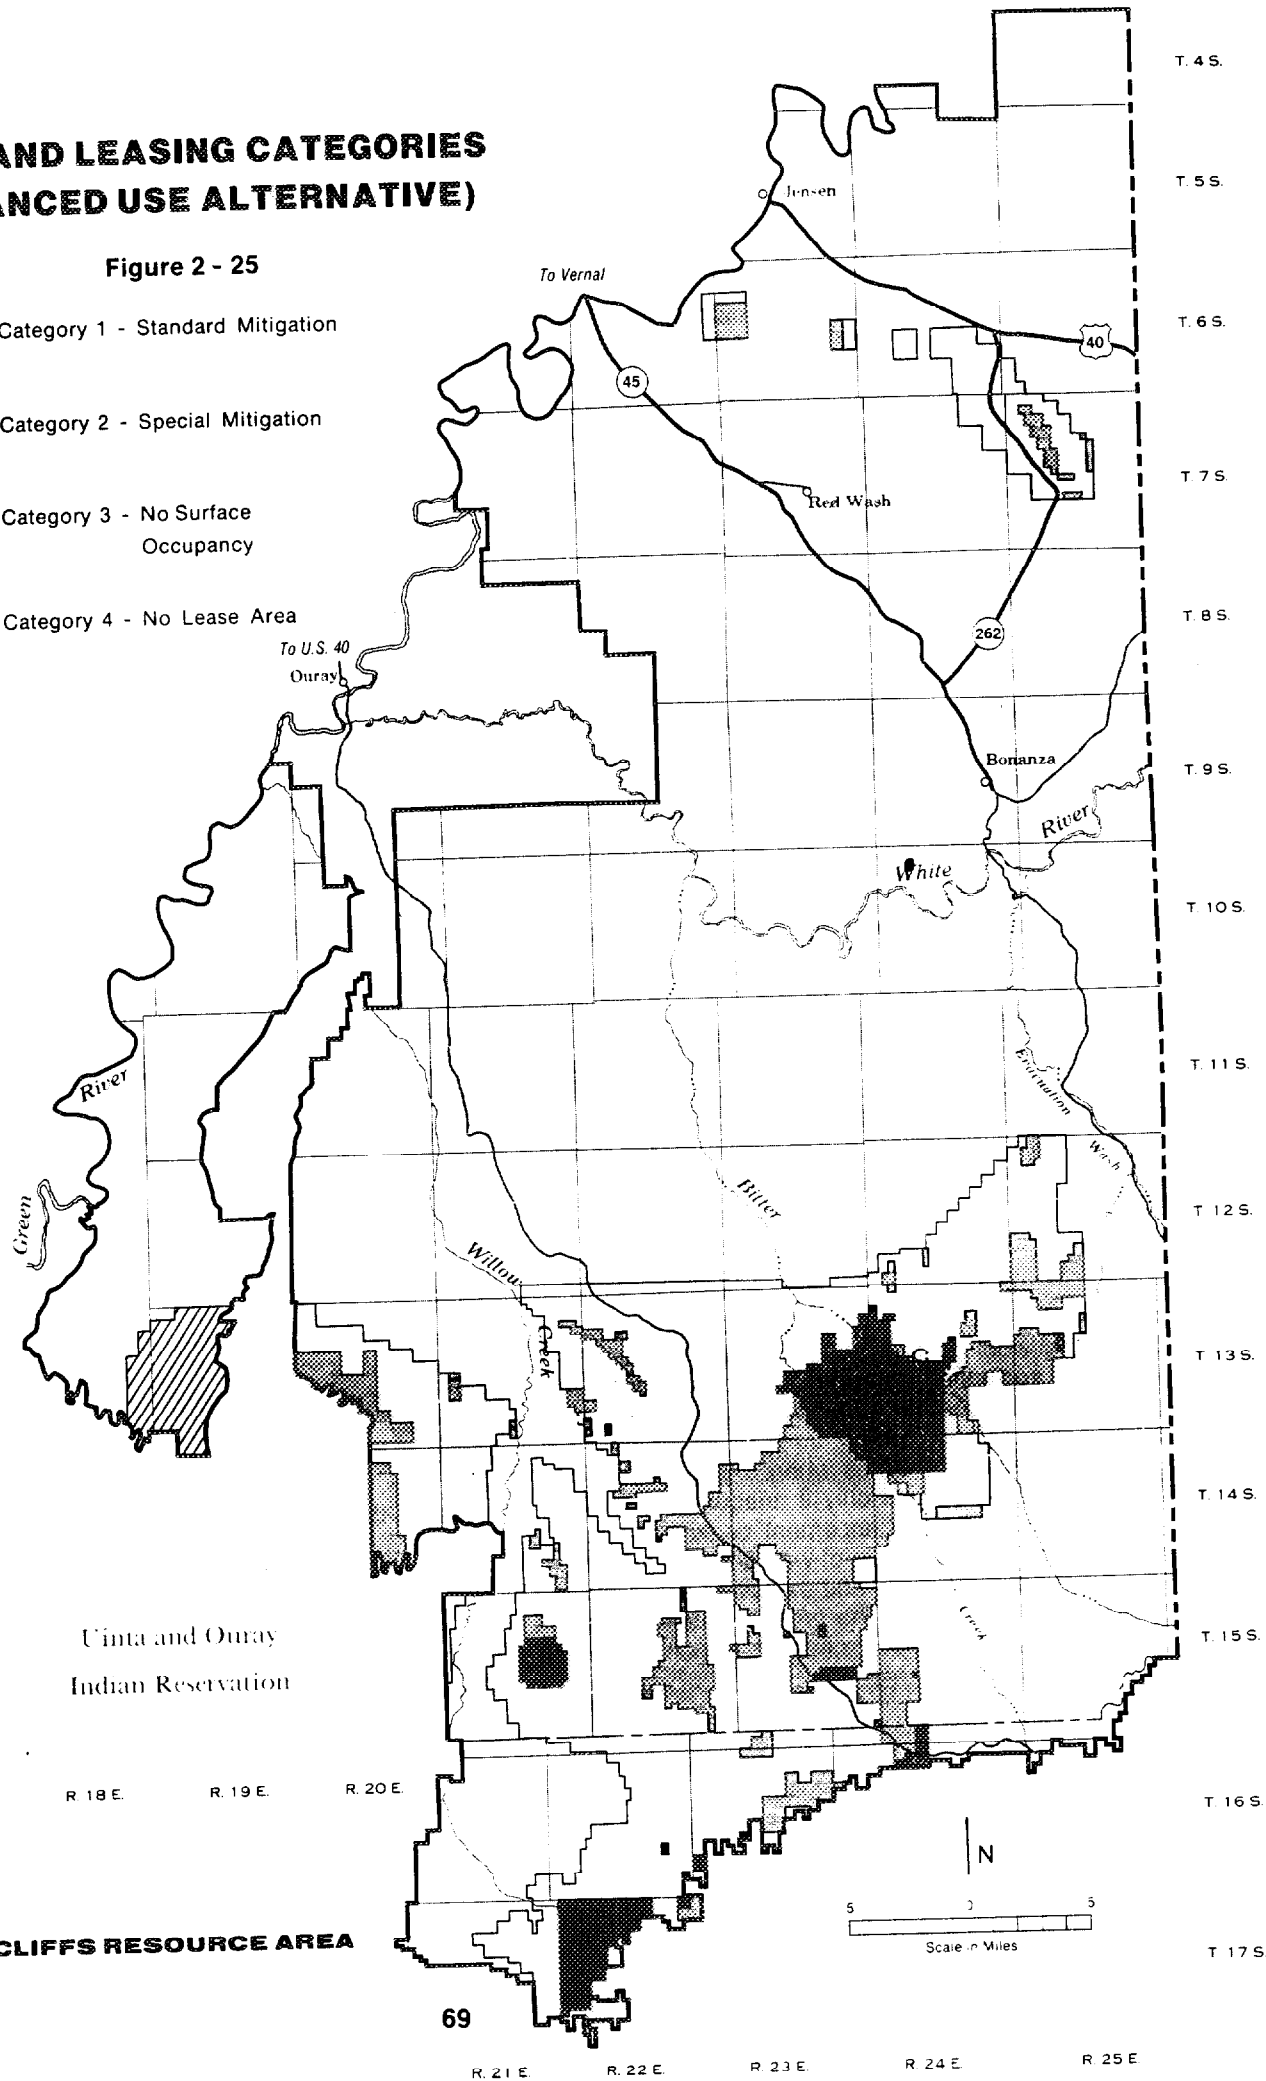 AND LEASING CATEGORIES
ANCED USE ALTERNATIVE)
Figure 2 - 25
Category 1 - Standard Mitigation
Category 2 - Special Mitigation
Category 3 - No Surface
Occupancy
Category 4 - No Lease Area
T. 4 S.
T. 5 S.
Jensen
To Vernal
T. 6 S.
40
45
T. 7 S.
Red Wash
T. 8 S.
262
To U.S. 40
Ouray
Bonanza
T. 9 S.
River
White
T. 10 S.
T. 11 S.
River
Evacuation
Wash
Green
Bitter
T 12 S.
Willow
Creek
G
T 13 S.
T. 14 S.
Creek
T. 15 S.
Uinta and Ouray
Indian Reservation
R. 18 E.
R. 19 E.
R. 20 E.
T 16 S.
N
5
5
Scale in Miles
CLIFFS RESOURCE AREA
T 17 S
69
R. 21 E
R. 22 E.
R. 23 E.
R. 24 E.
R. 25 E